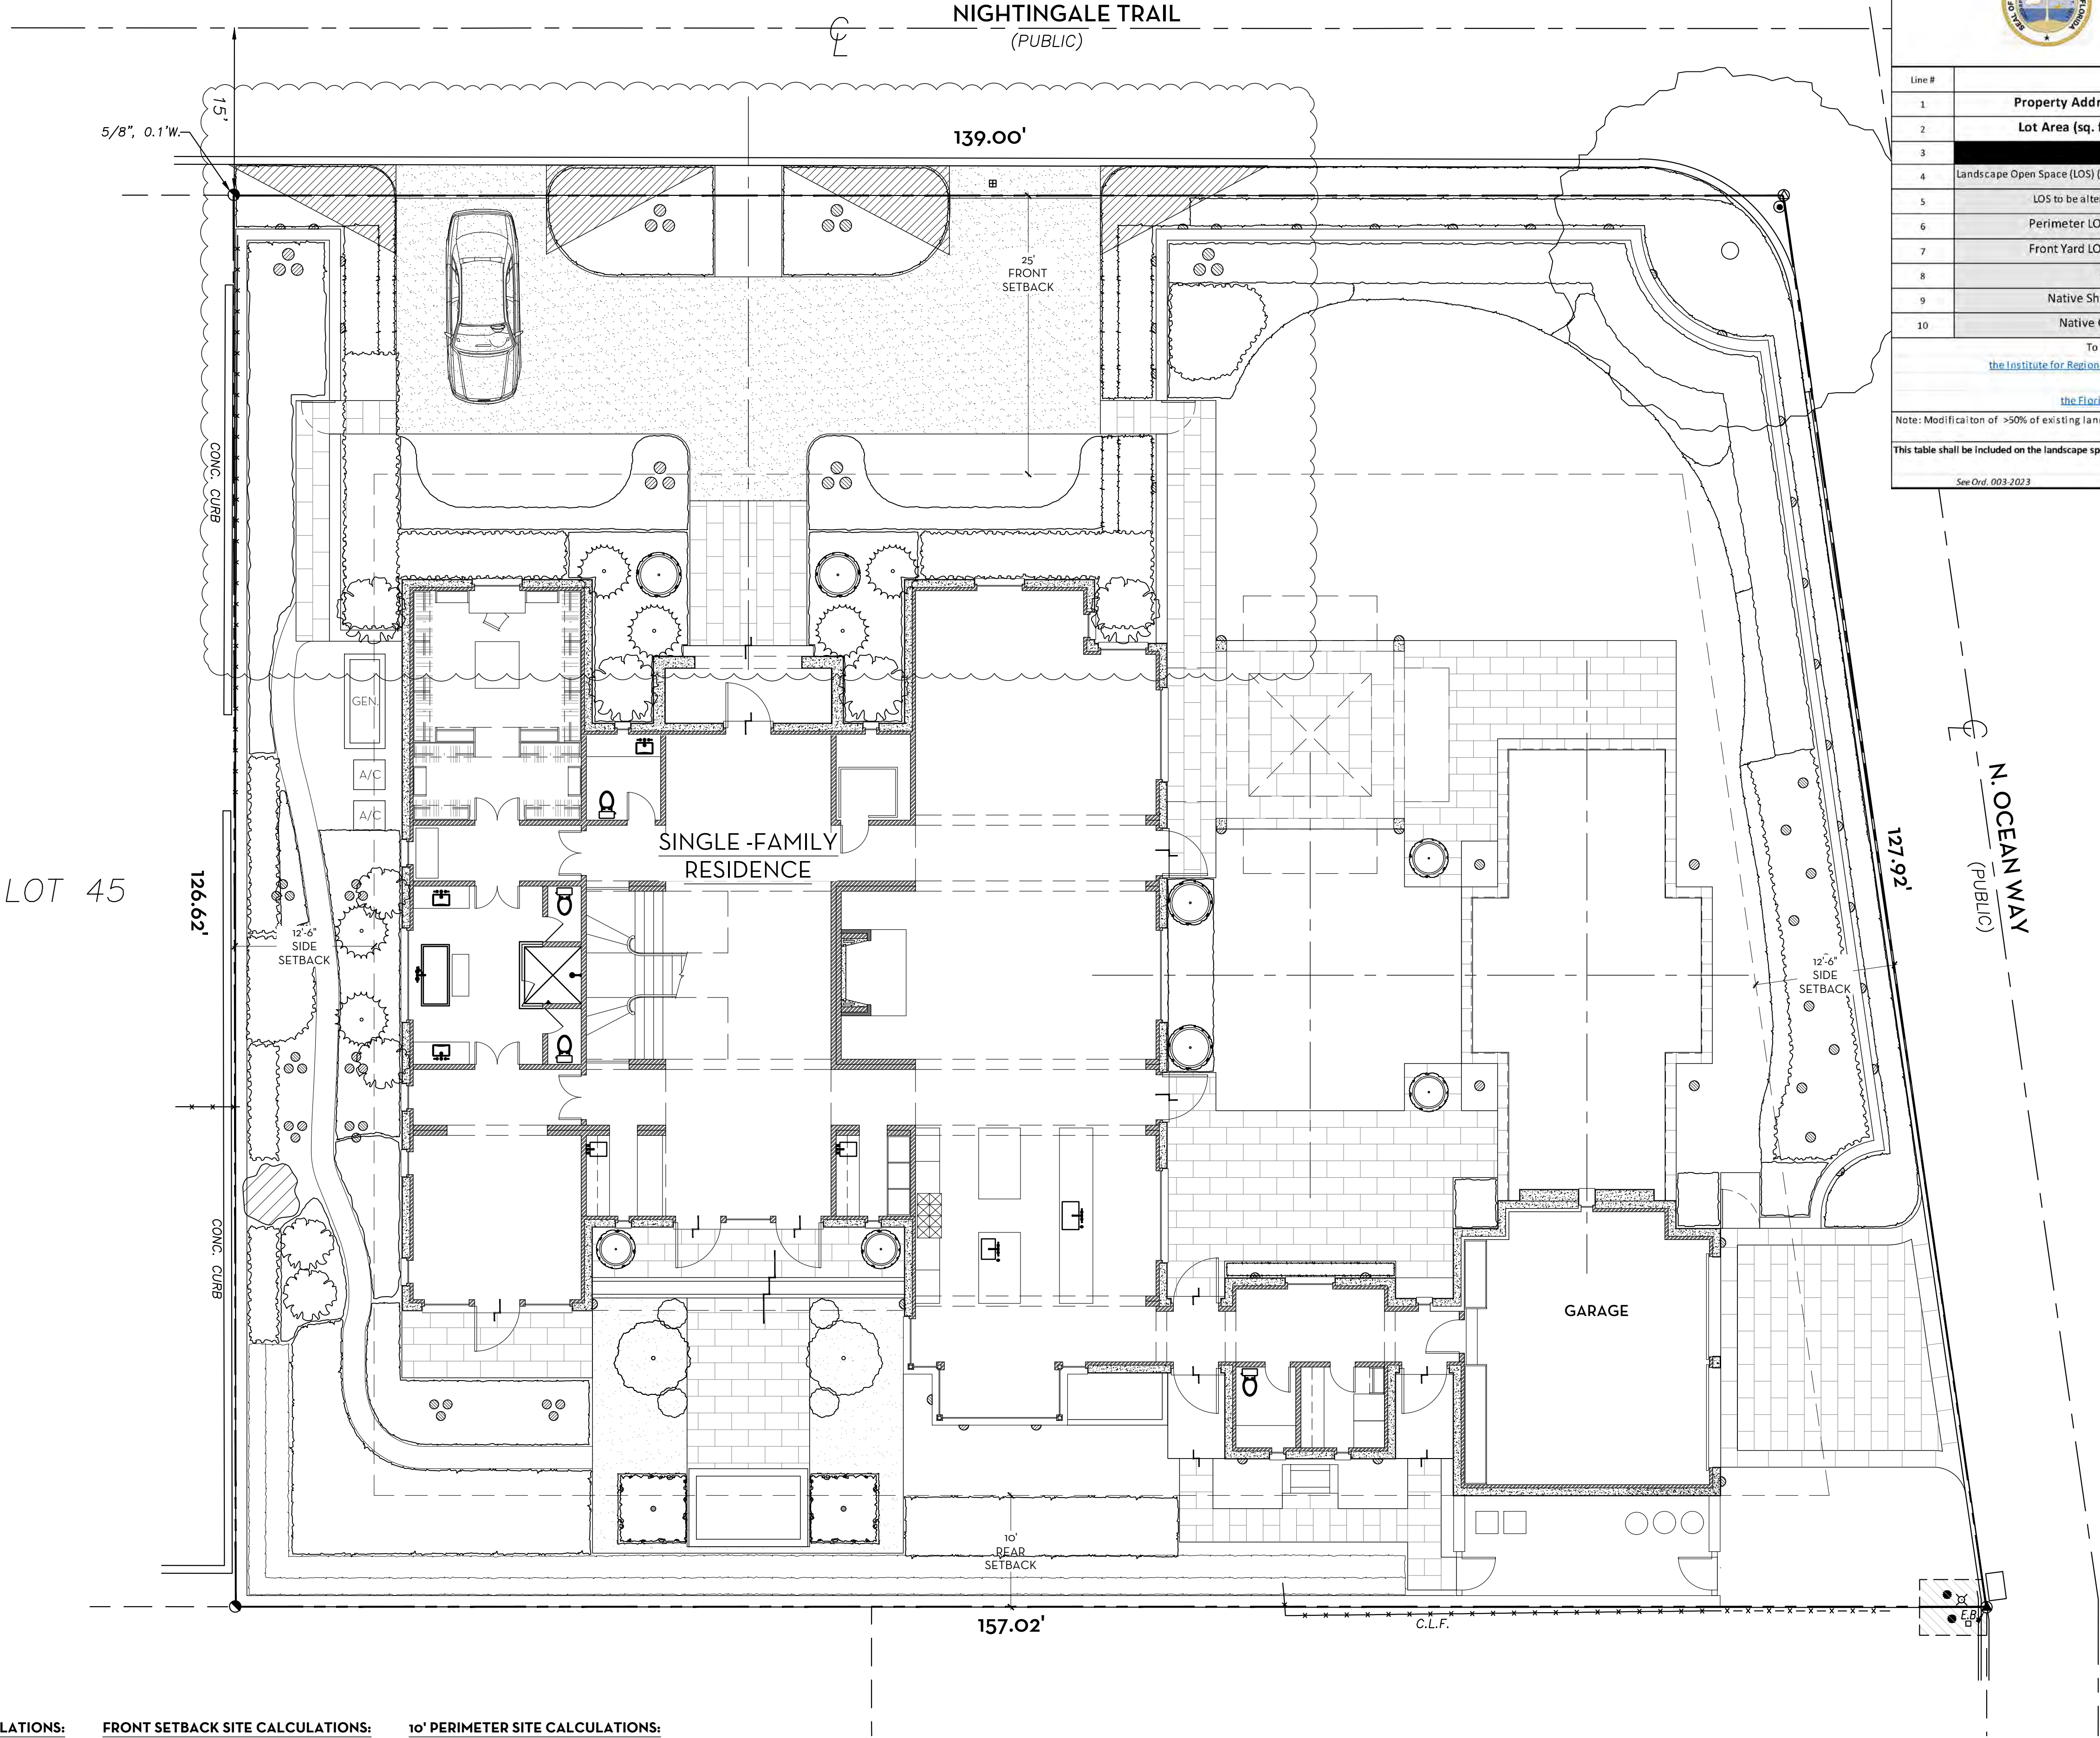 NIGHTINGALE TRAIL
(PUBLIC)
SEAL OF
FLORIDA
Line #
1 Property Addr
2 Lot Area (sq.
3
4 Landscape Open Space (LOS) (
5 LOS to be alte
6 Perimeter LO
7 Front Yard LO
8
9 Native Sh
10 Native
To
the Institute for Region
the Flori
Note: Modificaiton of >50% of existing lan
This table shall be included on the landscape sp
See Ord. 003-2023
15'
5/8", 0.1'W.
139.00'
25'
FRONT
SETBACK
CONC. CURB
GEN.
A/C
A/C
SINGLE -FAMILY
RESIDENCE
LOT 45
126.62'
12'-6"
SIDE
SETBACK
N. OCEAN WAY
(PUBLIC)
127.92'
12'-6"
SIDE
SETBACK
CONC. CURB
GARAGE
10'
REAR
SETBACK
157.02'
C.L.F.
E.B.
LATIONS:
FRONT SETBACK SITE CALCULATIONS:
10' PERIMETER SITE CALCULATIONS: